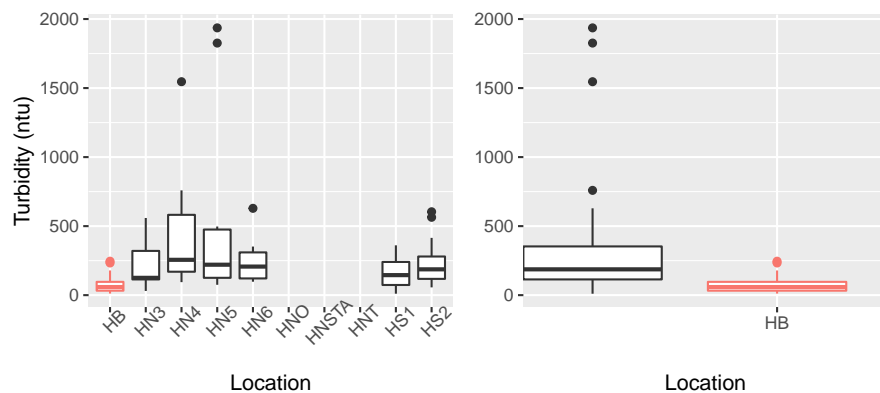 Turbidity (ntu)
2000
1500
1000
500
0
HB
HN3
HN4
HN5
HN6
HNO
HNSTA
HNT
HS1
HS2
Location
2000
1500
1000
500
0
HB
Location